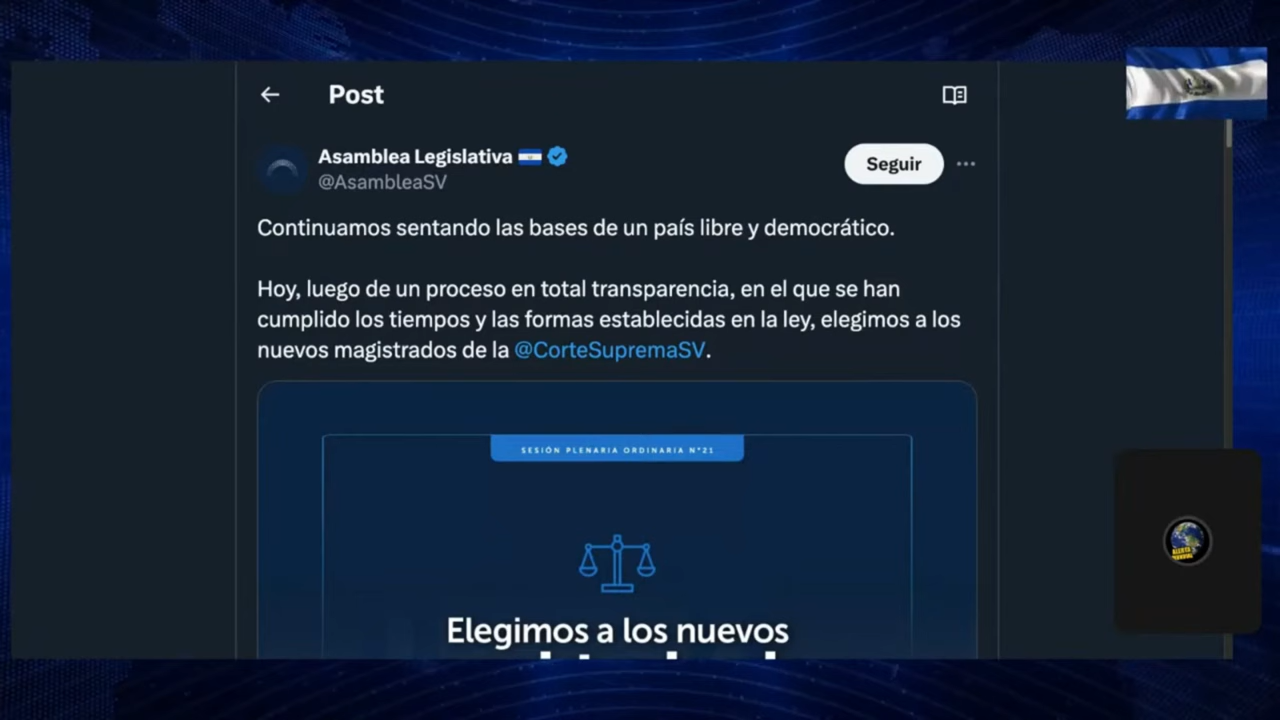 Post
Asamblea Legislativa
@AsambleaSV
Seguir
Continuamos sentando las bases de un país libre y democrático.
Hoy, luego de un proceso en total transparencia, en el que se han
cumplido los tiempos y las formas establecidas en la ley, elegimos a los
nuevos magistrados de la @CorteSupremaSV.
SESIÓN PLENARIA ORDINARIA N°21
Elegimos a los nuevos